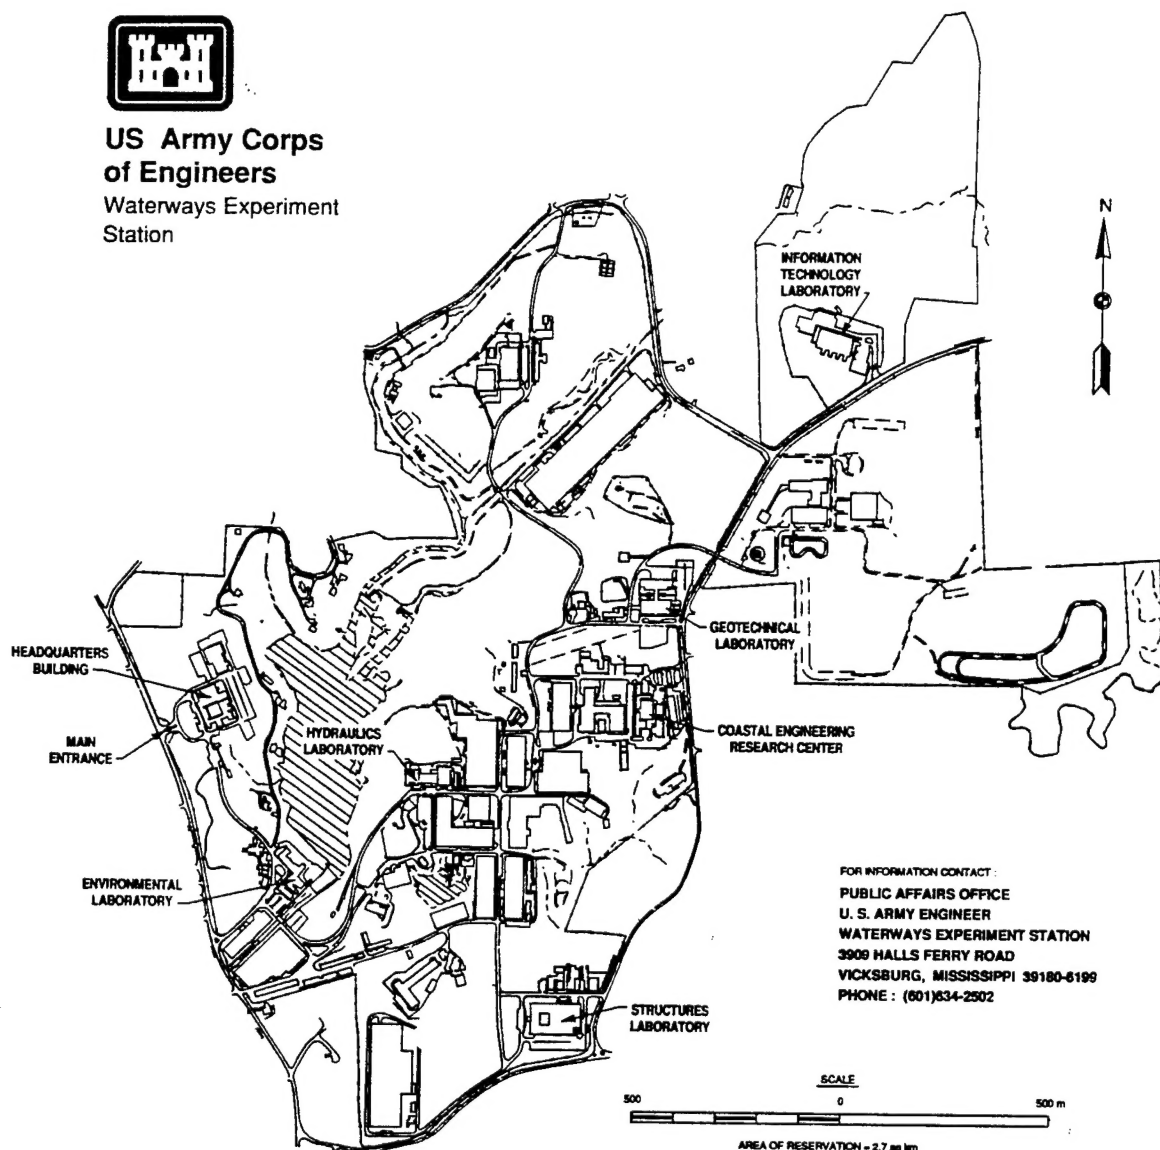 US Army Corps
of Engineers
Waterways Experiment
Station
N
INFORMATION
TECHNOLOGY
LABORATORY
GEOTECHNICAL
LABORATORY
HEADQUARTERS
BUILDING
MAIN
ENTRANCE
HYDRAULICS
LABORATORY
COASTAL ENGINEERING
RESEARCH CENTER
ENVIRONMENTAL
LABORATORY
FOR INFORMATION CONTACT :
PUBLIC AFFAIRS OFFICE
U. S. ARMY ENGINEER
WATERWAYS EXPERIMENT STATION
3909 HALLS FERRY ROAD
VICKSBURG, MISSISSIPPI 39180-6199
PHONE : (601)634-2502
STRUCTURES
LABORATORY
SCALE
500 0 500 m
AREA OF RESERVATION = 2.7 sq km